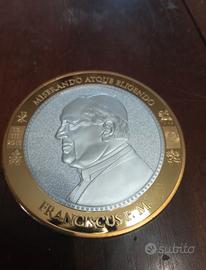 MISERANDO ATQUE ELIGENDO
FRANCISCUS P. M.
subito